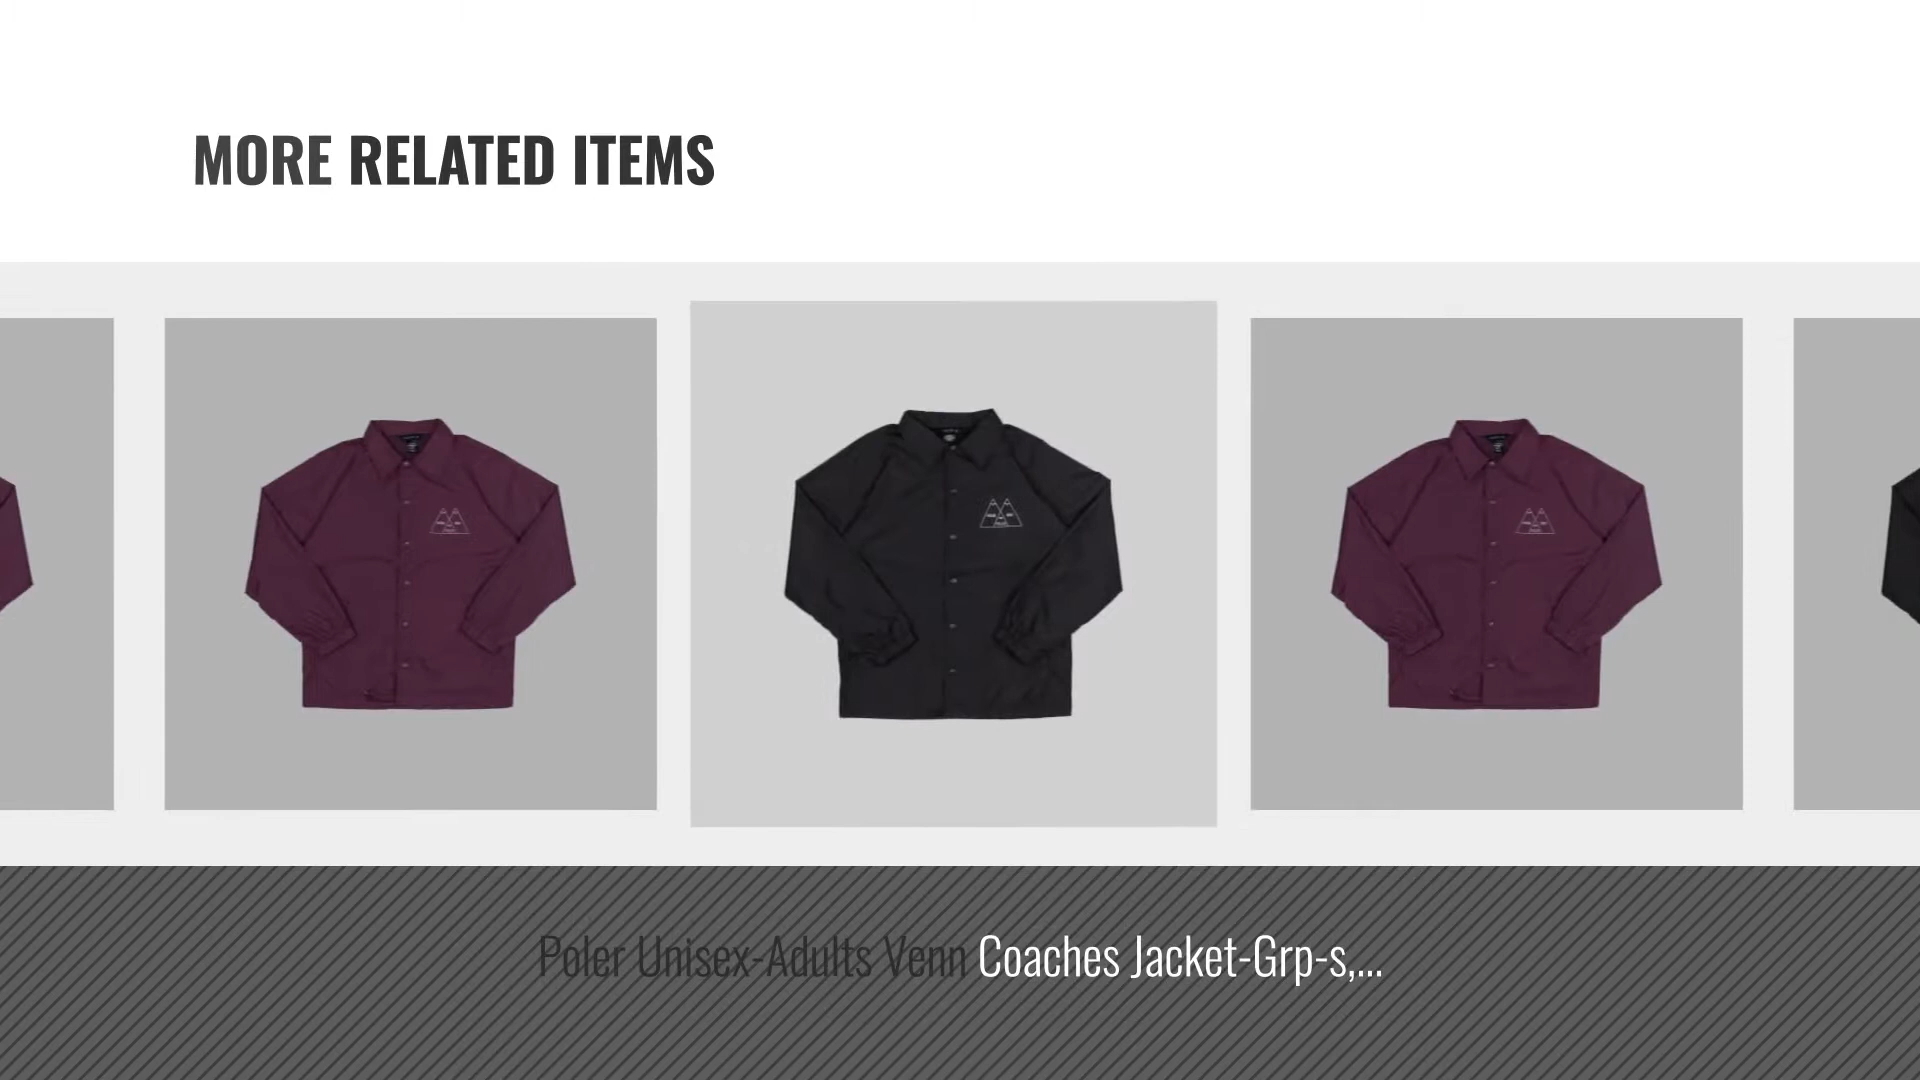 MORE RELATED ITEMS
Poler Unisex-Adults Venn Coaches Jacket-Grp-s,...